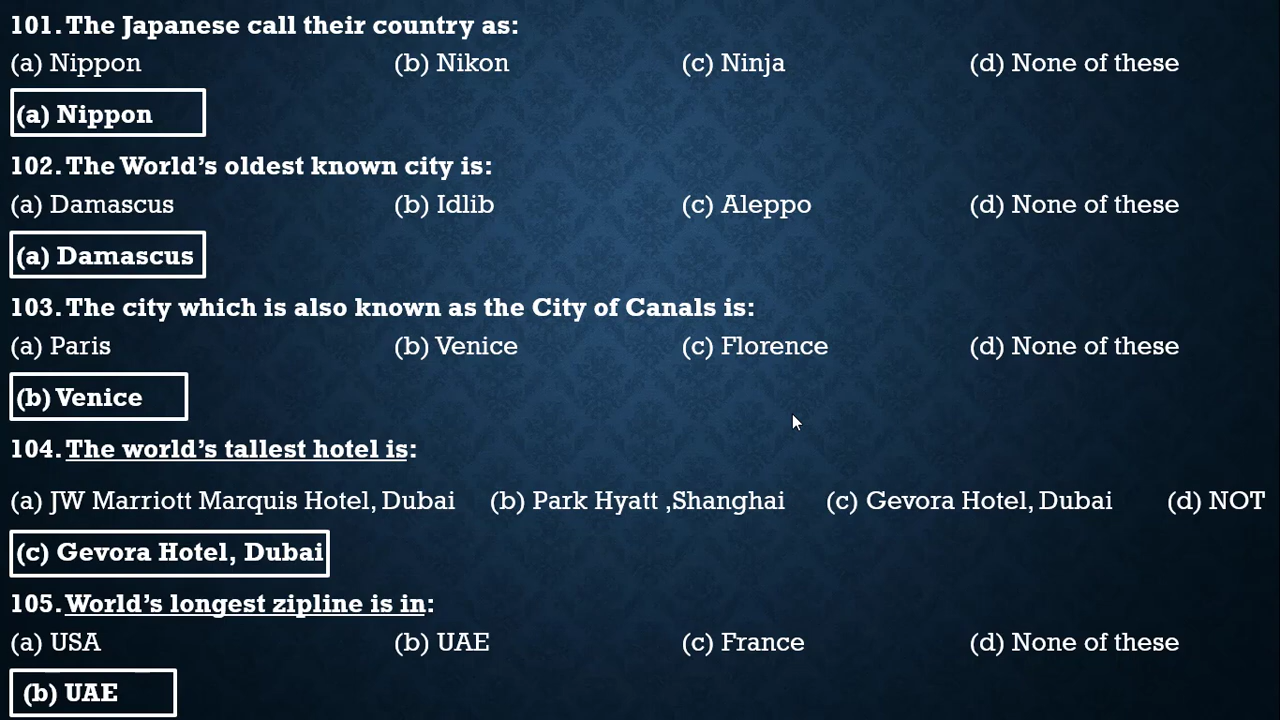 101. The Japanese call their country as:
(a) Nippon (b) Nikon (c) Ninja (d) None of these
(a) Nippon
102. The World's oldest known city is:
(a) Damascus (b) Idlib (c) Aleppo (d) None of these
(a) Damascus
103. The city which is also known as the City of Canals is:
(a) Paris (b) Venice (c) Florence (d) None of these
(b) Venice
104. The world's tallest hotel is:
(a) JW Marriott Marquis Hotel, Dubai (b) Park Hyatt ,Shanghai (c) Gevora Hotel, Dubai (d) NOT
(c) Gevora Hotel, Dubai
105. World's longest zipline is in:
(a) USA (b) UAE (c) France (d) None of these
(b) UAE